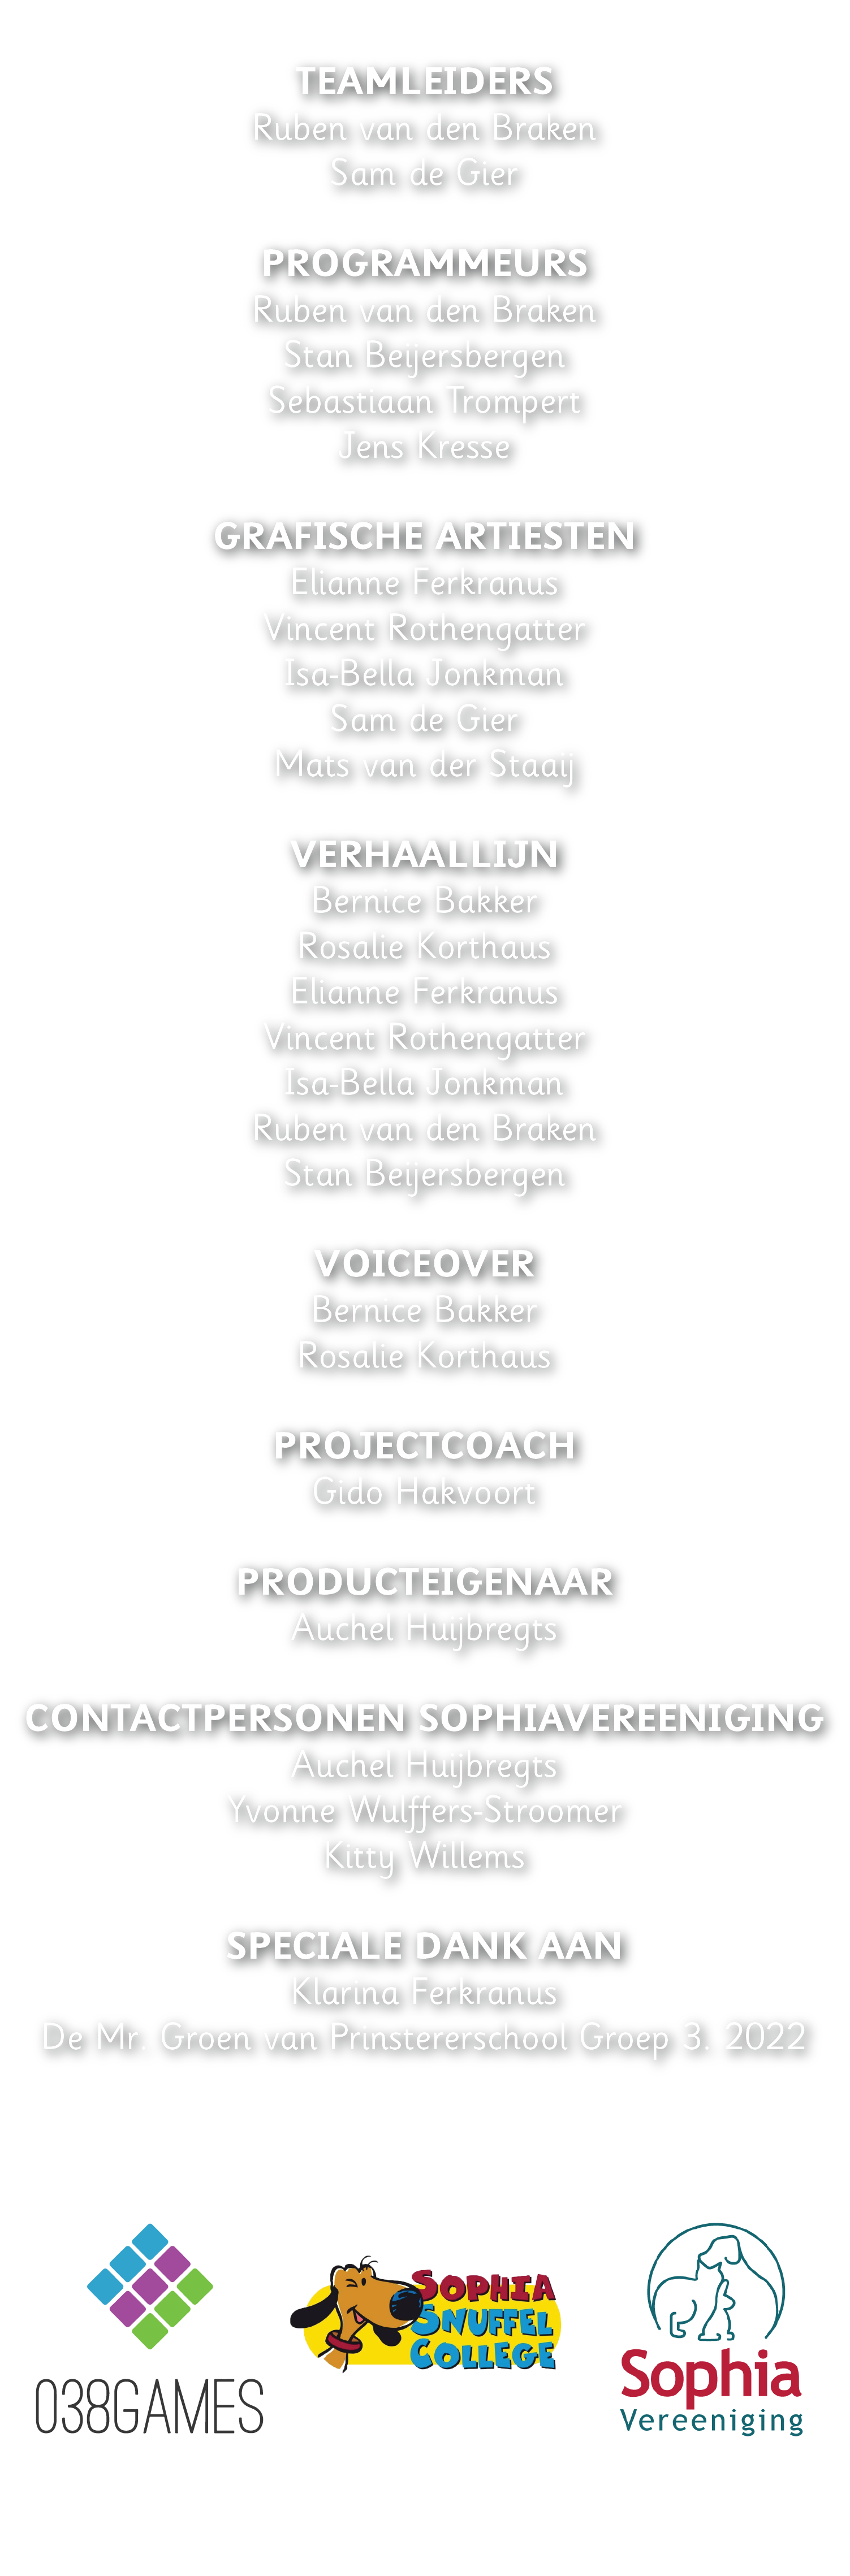 TEAMLEIDERS
Ruben van den Braken
Sam de Gier
PROGRAMMEURS
Ruben van den Braken
Stan Beijersbergen
Sebastiaan Trompert
Jens Kresse
GRAFISCHE ARTIESTEN
Elianne Ferkranus
Vincent Rothengatter
Isa-Bella Jonkman
Sam de Gier
Mats van der Staaij
VERHAALLIJN
Bernice Bakker
Rosalie Korthaus
Elianne Ferkranus
Vincent Rothengatter
Isa-Bella Jonkman
Ruben van den Braken
Stan Beijersbergen
VOICEOVER
Bernice Bakker
Rosalie Korthaus
PROJECTCOACH
Gido Hakvoort
PRODUCTEIGENAAR
Auchel Huijbregts
CONTACTPERSONEN SOPHIAVEREENIGING
Auchel Huijbregts
Yvonne Wulffers-Stroomer
Kitty Willems
SPECIALE DANK AAN
Klarina Ferkranus
De Mr. Groen van Prinstererschool Groep 3. 2022
038GAMES
SOPHIA
SNUFFEL
COLLEGE
Sophia
Vereeniging